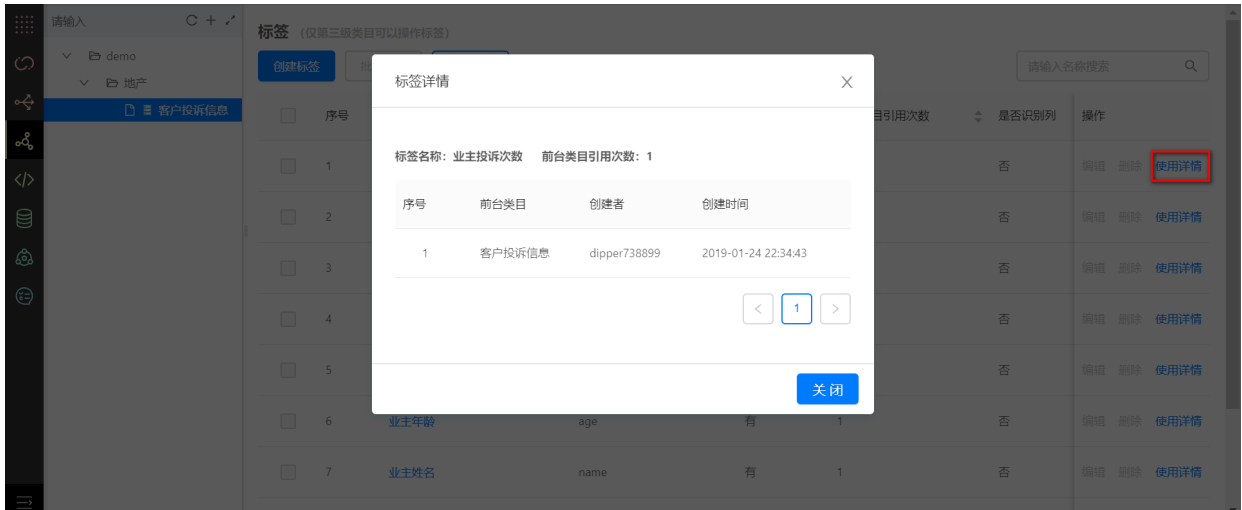 请输入
标签 (仅第三级类目可以操作标签)
demo
地产
客户投诉信息
创建标签
请输入名称搜索
序号 目引用次数 是否识别列 操作
标签详情
标签名称：业主投诉次数 前台类目引用次数：1
序号 前台类目 创建者 创建时间
1 客户投诉信息 dipper738899 2019-01-24 22:34:43
1
关闭
1 否 编辑 删除 使用详情
2 否 编辑 删除 使用详情
3 否 编辑 删除 使用详情
4 否 编辑 删除 使用详情
5 否 编辑 删除 使用详情
6 业主年龄 age 有 1 否 编辑 删除 使用详情
7 业主姓名 name 有 1 否 编辑 删除 使用详情